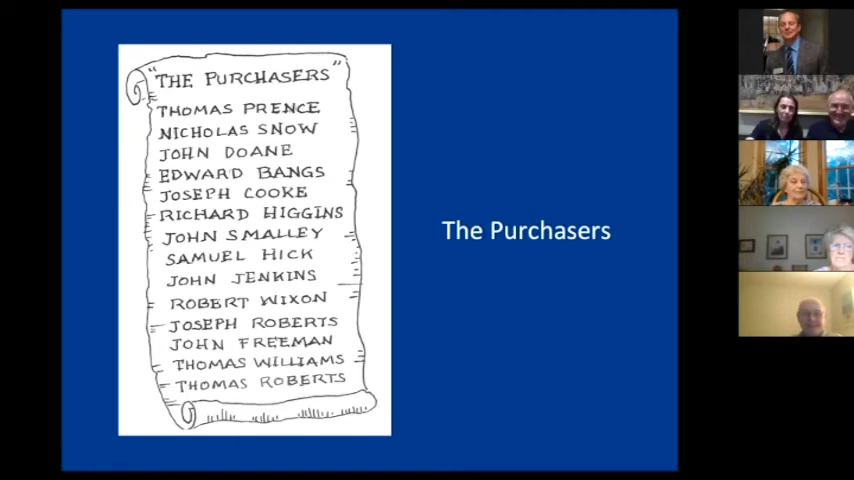 "THE PURCHASERS"
THOMAS PRENCE
NICHOLAS SNOW
JOHN DOANE
EDWARD BANGS
JOSEPH COOKE
RICHARD HIGGINS
JOHN SMALLEY
SAMUEL HICK
JOHN JENKINS
ROBERT WIXON
JOSEPH ROBERTS
JOHN FREEMAN
THOMAS WILLIAMS
THOMAS ROBERTS
The Purchasers